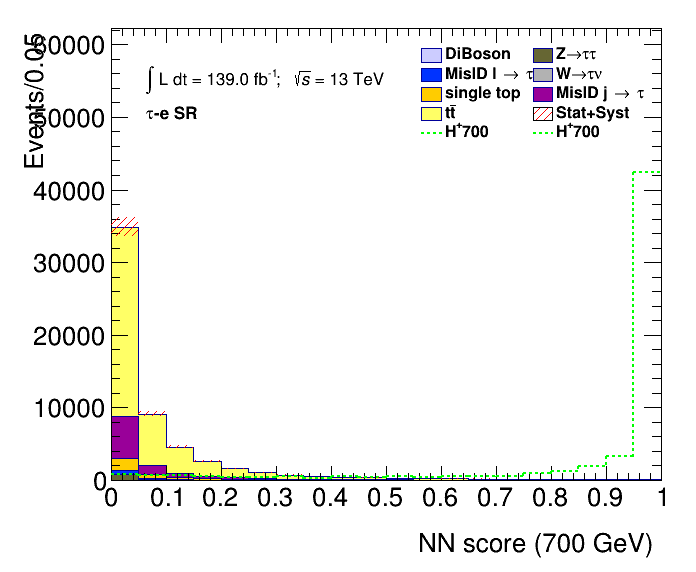 Events/0.05
60000
50000
40000
30000
20000
10000
0
∫ L dt = 139.0 fb⁻¹; √s = 13 TeV
τ-e SR
DiBoson
MisID l → τ
single top
tt̄
H⁺700
Z→ττ
W→τν
MisID j → τ
Stat+Syst
H⁺700
0 0.1 0.2 0.3 0.4 0.5 0.6 0.7 0.8 0.9 1
NN score (700 GeV)